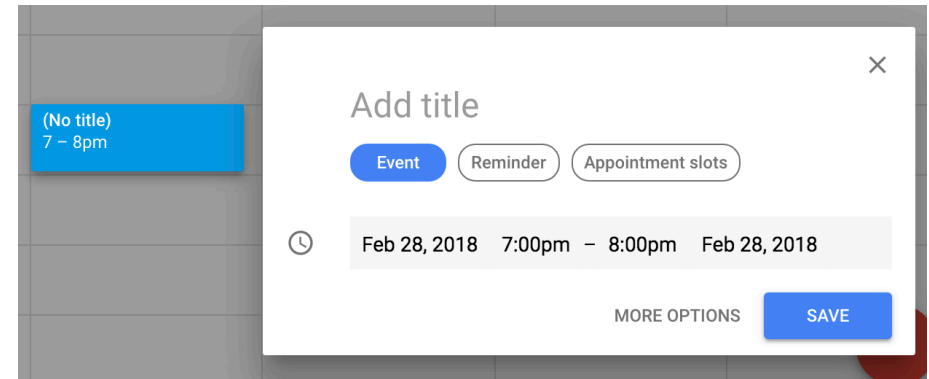 (No title)
7 – 8pm
Add title
Event Reminder Appointment slots
Feb 28, 2018 7:00pm – 8:00pm Feb 28, 2018
MORE OPTIONS SAVE